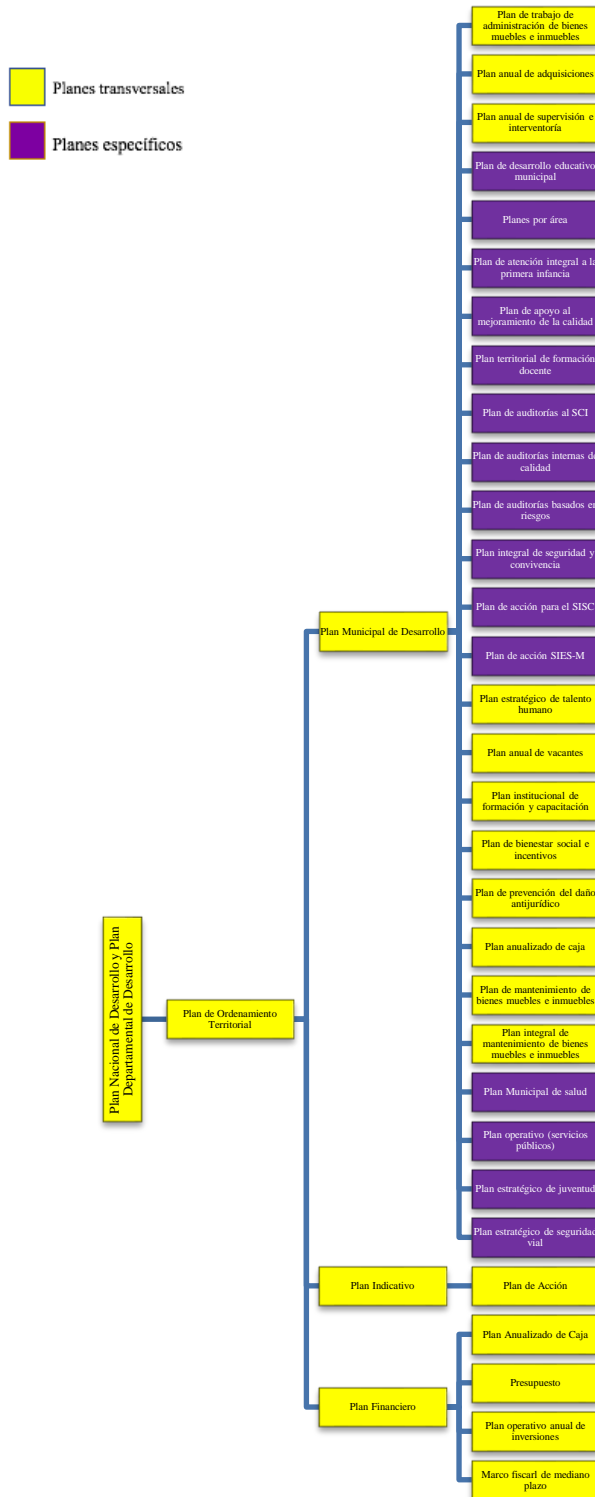 Planes transversales
Planes específicos
Plan Nacional de Desarrollo y Plan
Departamental de Desarrollo
Plan de Ordenamiento
Territorial
Plan Municipal de Desarrollo
Plan de trabajo de
administración de bienes
muebles e inmuebles
Plan anual de adquisiciones
Plan anual de supervisión e
interventoría
Plan de desarrollo educativo
municipal
Planes por área
Plan de atención integral a la
primera infancia
Plan de apoyo al
mejoramiento de la calidad
Plan territorial de formación
docente
Plan de auditorías al SCI
Plan de auditorías internas de
calidad
Plan de auditorías basados en
riesgos
Plan integral de seguridad y
convivencia
Plan de acción para el SISC
Plan de acción SIES-M
Plan estratégico de talento
humano
Plan anual de vacantes
Plan institucional de
formación y capacitación
Plan de bienestar social e
incentivos
Plan de prevención del daño
antijurídico
Plan anualizado de caja
Plan de mantenimiento de
bienes muebles e inmuebles
Plan integral de
mantenimiento de bienes
muebles e inmuebles
Plan Municipal de salud
Plan operativo (servicios
públicos)
Plan estratégico de juventud
Plan estratégico de seguridad
vial
Plan Indicativo
Plan de Acción
Plan Financiero
Plan Anualizado de Caja
Presupuesto
Plan operativo anual de
inversiones
Marco fiscarl de mediano
plazo